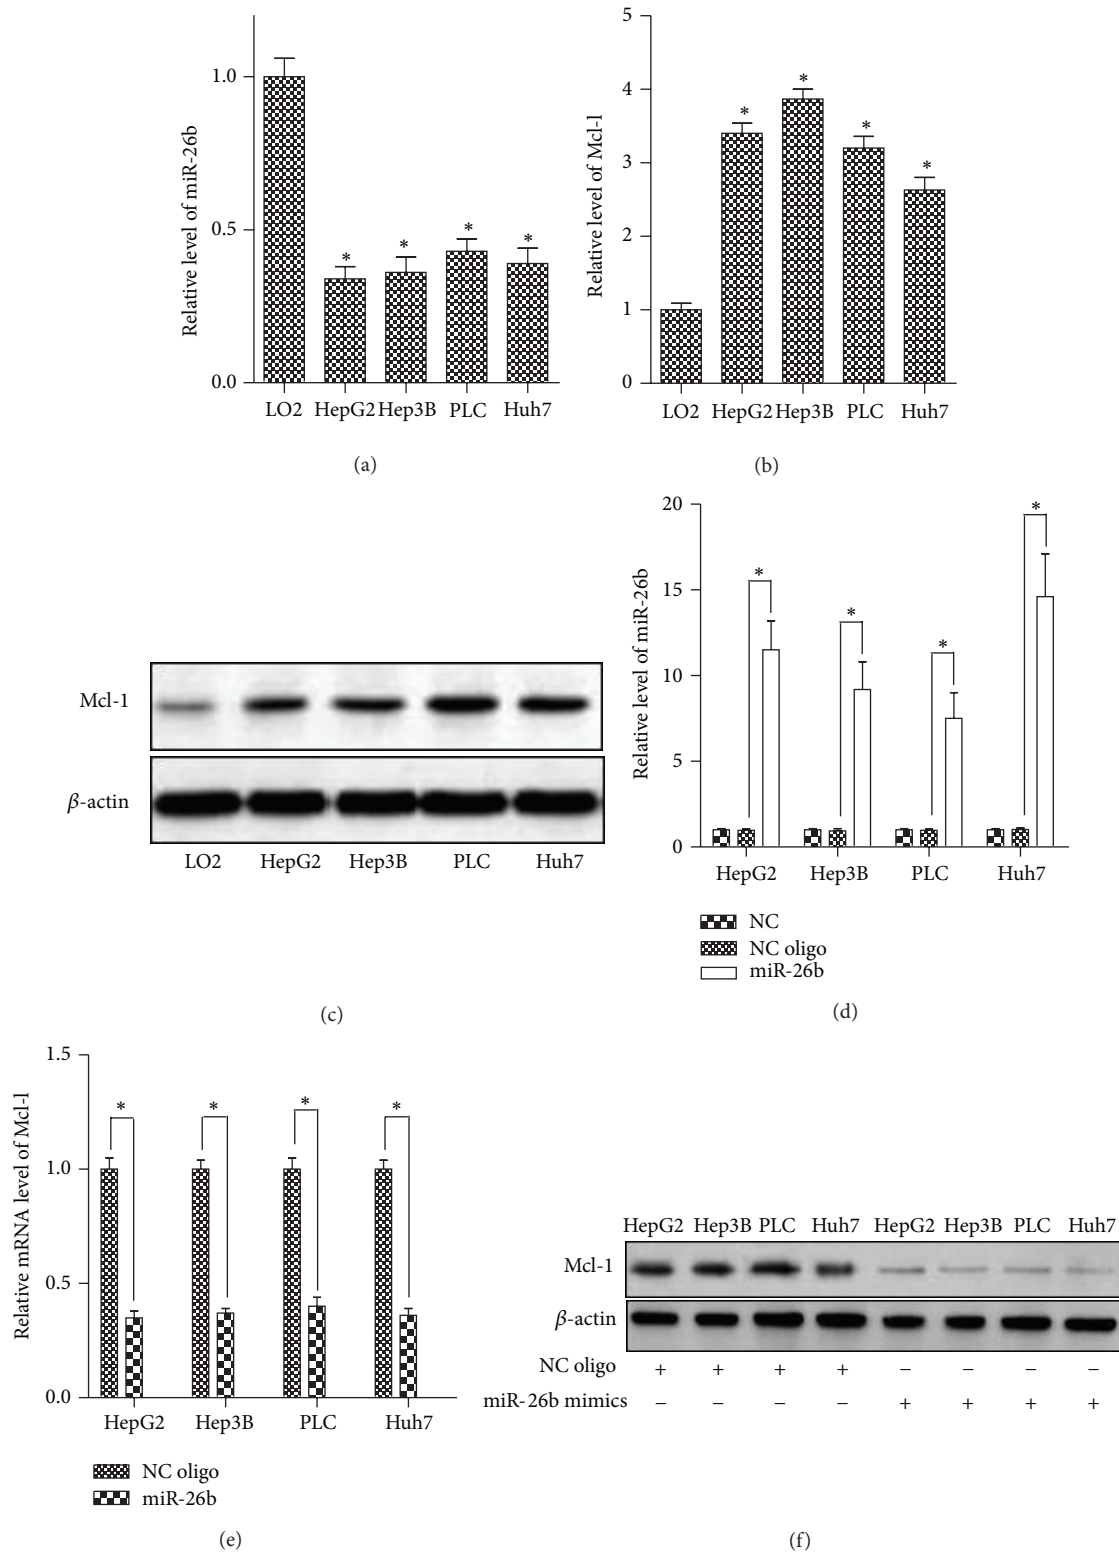 Relative level of miR-26b
1.0
0.5
0.0
* * * *
LO2 HepG2 Hep3B PLC Huh7
(a)
Relative level of Mcl-1
5
4
3
2
1
0
* * * *
LO2 HepG2 Hep3B PLC Huh7
(b)
Mcl-1
β-actin
LO2 HepG2 Hep3B PLC Huh7
(c)
Relative level of miR-26b
20
15
10
5
0
* * * *
HepG2 Hep3B PLC Huh7
NC
NC oligo
miR-26b
(d)
Relative mRNA level of Mcl-1
1.5
1.0
0.5
0.0
* * * *
HepG2 Hep3B PLC Huh7
NC oligo
miR-26b
(e)
HepG2 Hep3B PLC Huh7 HepG2 Hep3B PLC Huh7
Mcl-1
β-actin
NC oligo + + + + − − − −
miR-26b mimics − − − − + + + +
(f)